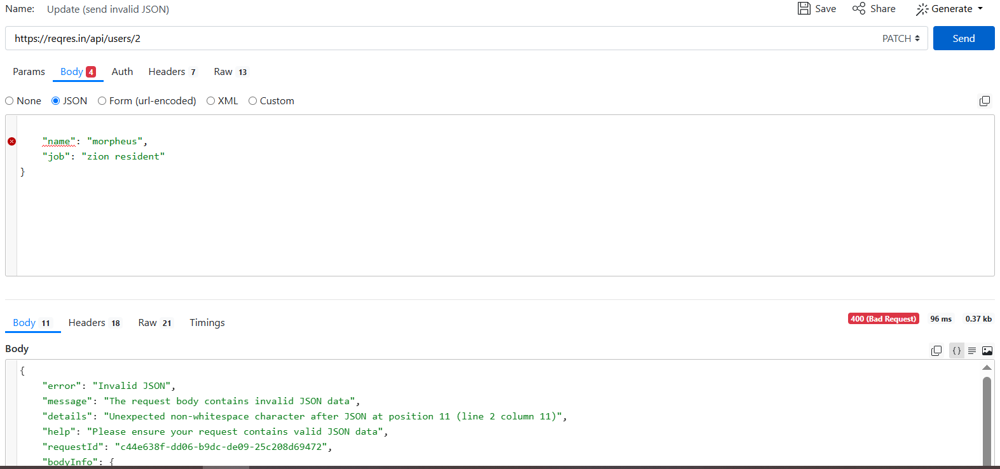 Name: Update (send invalid JSON) Save Share Generate
https://reqres.in/api/users/2 PATCH Send
Params Body 4 Auth Headers 7 Raw 13
None JSON Form (url-encoded) XML Custom
"name": "morpheus",
"job": "zion resident"
}
Body 11 Headers 18 Raw 21 Timings 400 (Bad Request) 96 ms 0.37 kb
Body {}
{
"error": "Invalid JSON",
"message": "The request body contains invalid JSON data",
"details": "Unexpected non-whitespace character after JSON at position 11 (line 2 column 11)",
"help": "Please ensure your request contains valid JSON data",
"requestId": "c44e638f-dd06-b9dc-de09-25c208d69472",
"bodyInfo": {